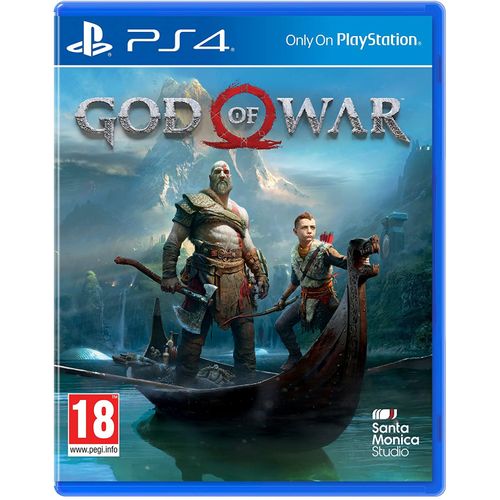 PS4
Only On PlayStation®
GOD OF WAR
18
www.pegi.info
Santa
Monica
Studio